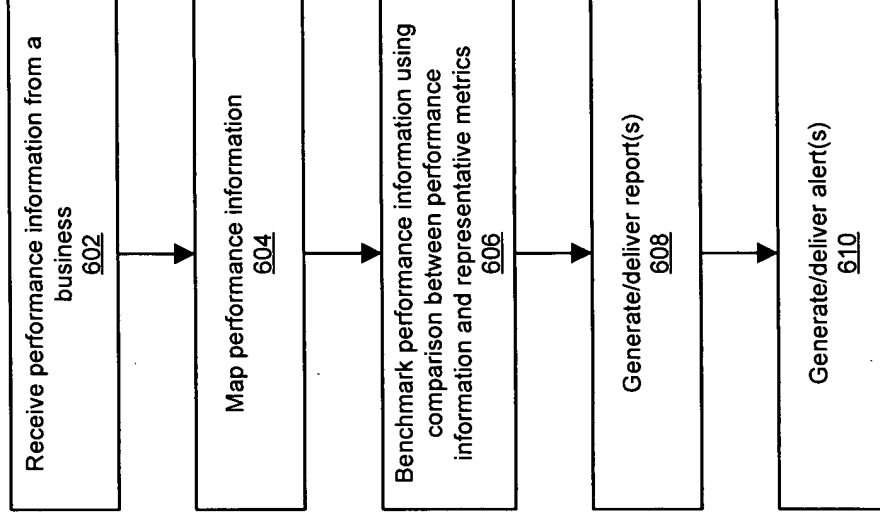 Receive performance information from a
business
602
Map performance information
604
Benchmark performance information using
comparison between performance
information and representative metrics
606
Generate/deliver report(s)
608
Generate/deliver alert(s)
610